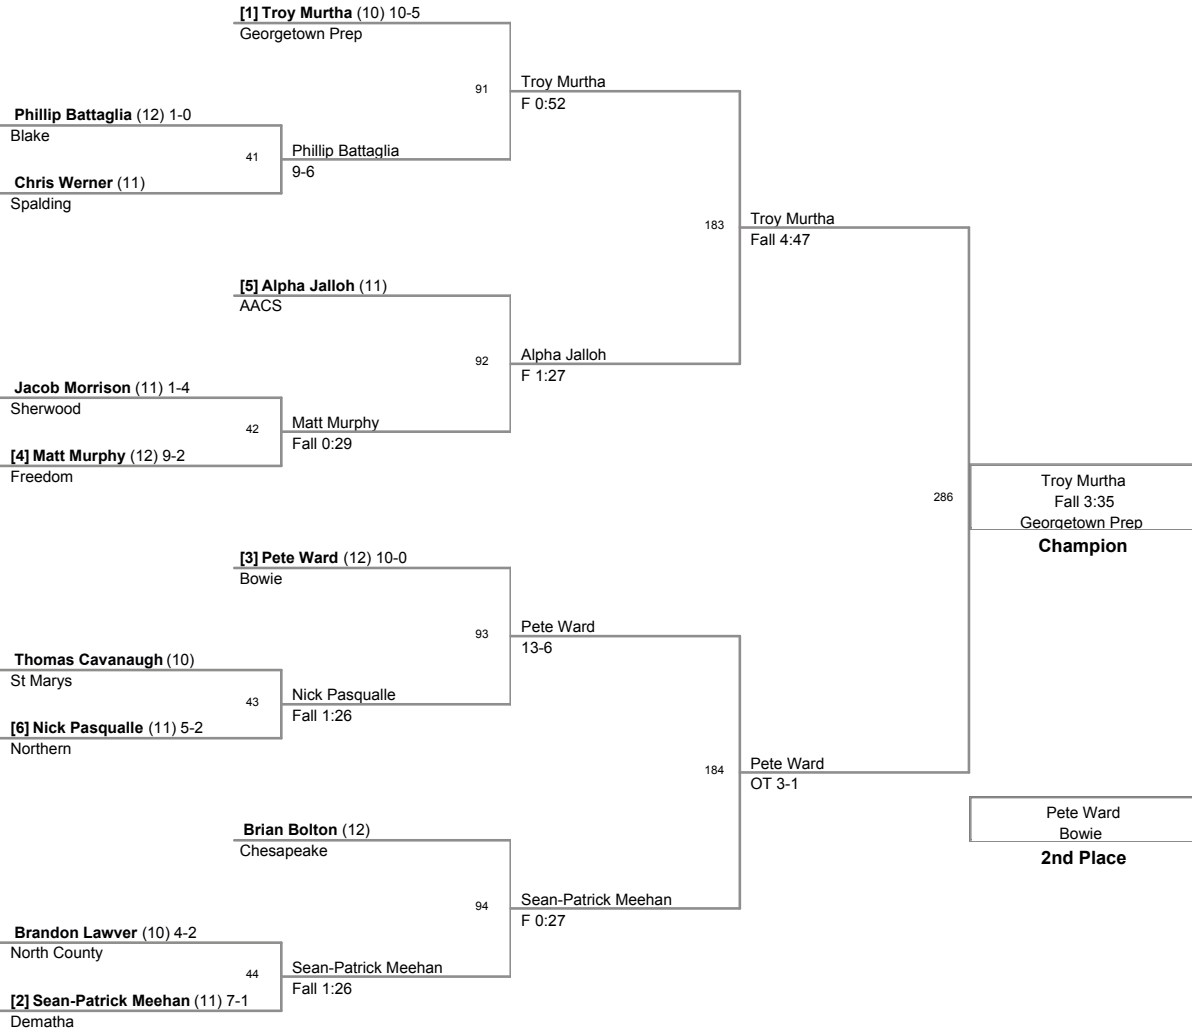 [1] Troy Murtha (10) 10-5
Georgetown Prep
91
Troy Murtha
F 0:52
Phillip Battaglia (12) 1-0
Blake
41
Phillip Battaglia
9-6
Chris Werner (11)
Spalding
183
Troy Murtha
Fall 4:47
[5] Alpha Jalloh (11)
AACS
92
Alpha Jalloh
F 1:27
Jacob Morrison (11) 1-4
Sherwood
42
Matt Murphy
Fall 0:29
[4] Matt Murphy (12) 9-2
Freedom
286
Troy Murtha
Fall 3:35
Georgetown Prep
Champion
[3] Pete Ward (12) 10-0
Bowie
93
Pete Ward
13-6
Thomas Cavanaugh (10)
St Marys
43
Nick Pasqualle
Fall 1:26
[6] Nick Pasqualle (11) 5-2
Northern
184
Pete Ward
OT 3-1
Pete Ward
Bowie
2nd Place
Brian Bolton (12)
Chesapeake
94
Sean-Patrick Meehan
F 0:27
Brandon Lawver (10) 4-2
North County
44
Sean-Patrick Meehan
Fall 1:26
[2] Sean-Patrick Meehan (11) 7-1
Dematha